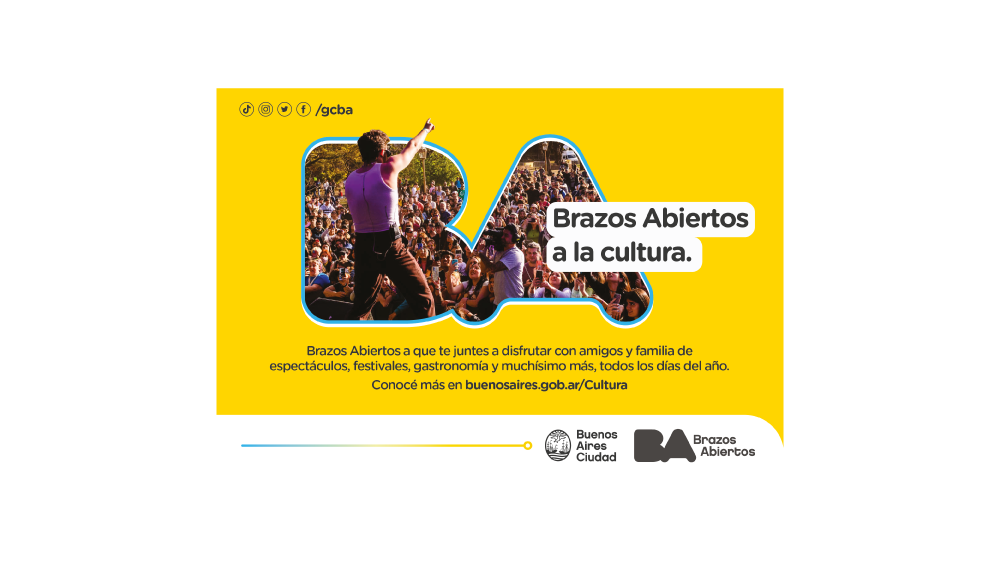 /gcba
BA
Brazos Abiertos
a la cultura.
Brazos Abiertos a que te juntes a disfrutar con amigos y familia de
espectáculos, festivales, gastronomía y muchísimo más, todos los días del año.
Conocé más en buenosaires.gob.ar/Cultura
Buenos
Aires
Ciudad
BA
Brazos
Abiertos